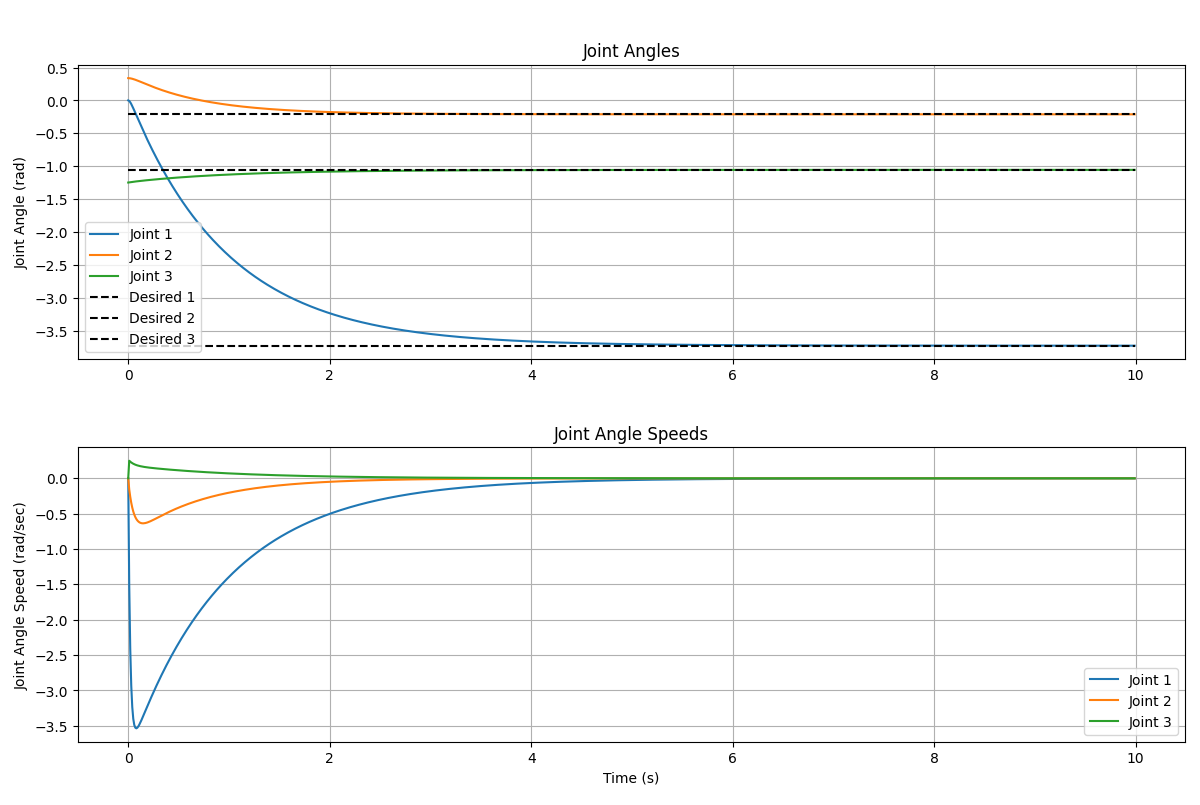 Joint Angles
Joint Angle (rad)
0.5
0.0
−0.5
−1.0
−1.5
−2.0
−2.5
−3.0
−3.5
Joint 1
Joint 2
Joint 3
Desired 1
Desired 2
Desired 3
0 2 4 6 8 10
Joint Angle Speeds
Joint Angle Speed (rad/sec)
0.0
−0.5
−1.0
−1.5
−2.0
−2.5
−3.0
−3.5
Joint 1
Joint 2
Joint 3
0 2 4 6 8 10
Time (s)